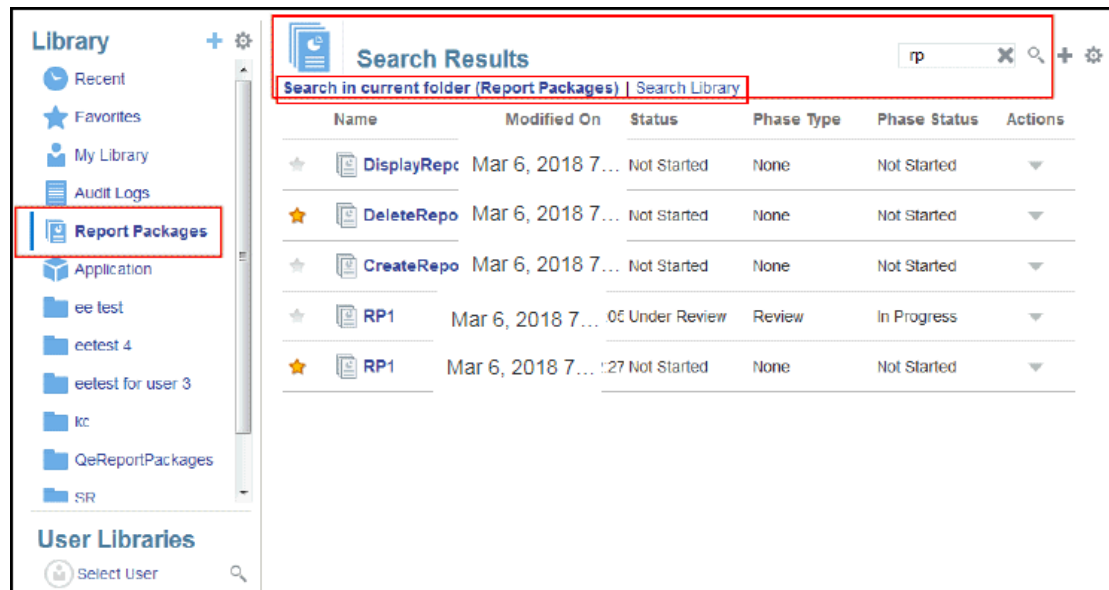 Library
Recent
Favorites
My Library
Audit Logs
Report Packages
Application
ee test
eetest 4
eetest for user 3
kc
QeReportPackages
SR
User Libraries
Select User
Search Results
rp
Search in current folder (Report Packages) | Search Library
Name Modified On Status Phase Type Phase Status Actions
DisplayRepo Mar 6, 2018 7... Not Started None Not Started
DeleteRepo Mar 6, 2018 7... Not Started None Not Started
CreateRepo Mar 6, 2018 7... Not Started None Not Started
RP1 Mar 6, 2018 7... :05 Under Review Review In Progress
RP1 Mar 6, 2018 7... :27 Not Started None Not Started